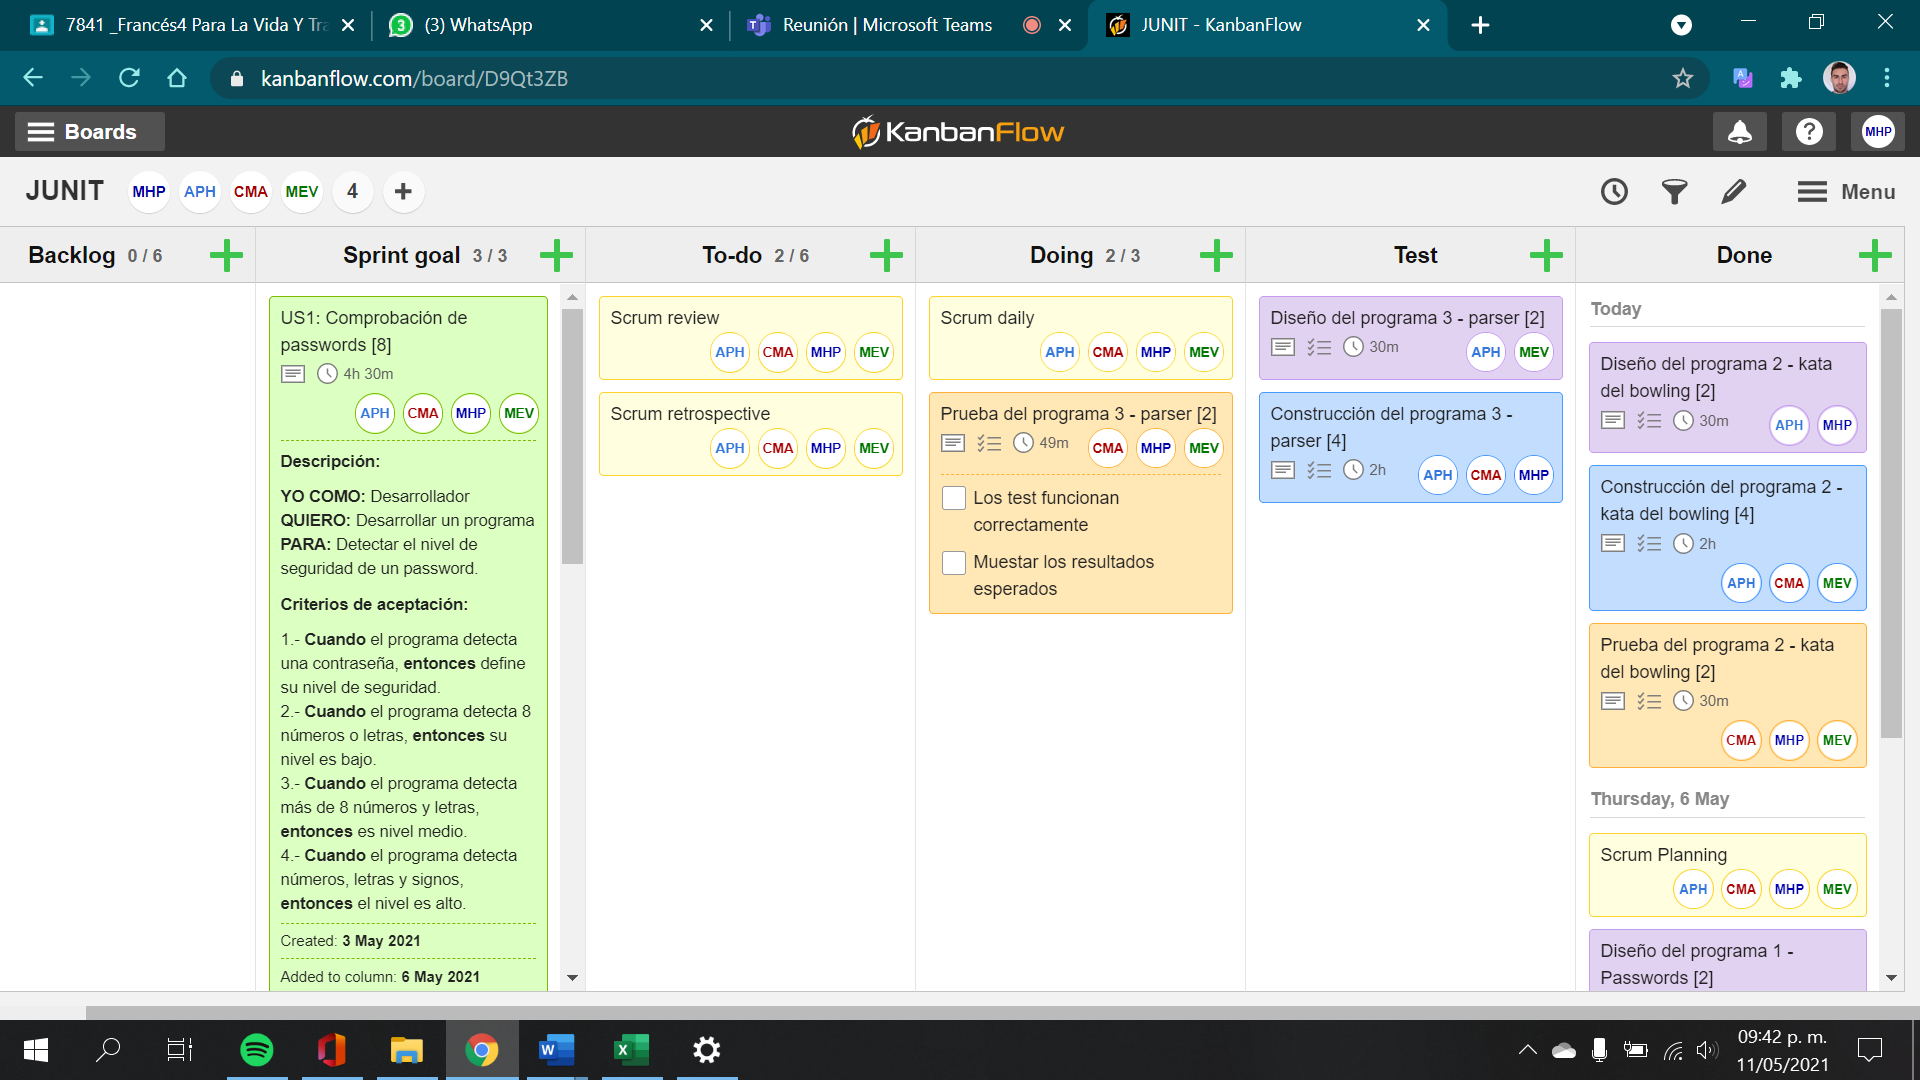 7841 _Francés4 Para La Vida Y Tra
(3) WhatsApp
Reunión | Microsoft Teams
JUNIT - KanbanFlow
kanbanflow.com/board/D9Qt3ZB
Boards
KanbanFlow
MHP
JUNIT
MHP APH CMA MEV 4
Menu
Backlog 0 / 6
Sprint goal 3 / 3
To-do 2 / 6
Doing 2 / 3
Test
Done
US1: Comprobación de
passwords [8]
4h 30m
APH CMA MHP MEV
Descripción:
YO COMO: Desarrollador
QUIERO: Desarrollar un programa
PARA: Detectar el nivel de
seguridad de un password.
Criterios de aceptación:
1.- Cuando el programa detecta
una contraseña, entonces define
su nivel de seguridad.
2.- Cuando el programa detecta 8
números o letras, entonces su
nivel es bajo.
3.- Cuando el programa detecta
más de 8 números y letras,
entonces es nivel medio.
4.- Cuando el programa detecta
números, letras y signos,
entonces el nivel es alto.
Created: 3 May 2021
Added to column: 6 May 2021
Scrum review
APH CMA MHP MEV
Scrum retrospective
APH CMA MHP MEV
Scrum daily
APH CMA MHP MEV
Prueba del programa 3 - parser [2]
49m
CMA MHP MEV
Los test funcionan
correctamente
Muestar los resultados
esperados
Diseño del programa 3 - parser [2]
30m
APH MEV
Construcción del programa 3 -
parser [4]
2h
APH CMA MHP
Today
Diseño del programa 2 - kata
del bowling [2]
30m
APH MHP
Construcción del programa 2 -
kata del bowling [4]
2h
APH CMA MEV
Prueba del programa 2 - kata
del bowling [2]
30m
CMA MHP MEV
Thursday, 6 May
Scrum Planning
APH CMA MHP MEV
Diseño del programa 1 -
Passwords [2]
09:42 p. m.
11/05/2021